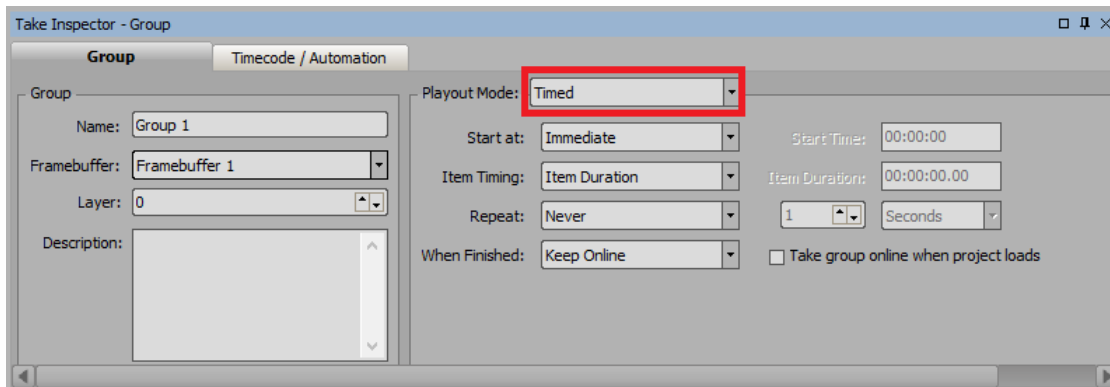 Take Inspector - Group
Group
Timecode / Automation
Group
Name:
Group 1
Framebuffer:
Framebuffer 1
Layer:
0
Description:
Playout Mode:
Timed
Start at:
Immediate
Start Time:
00:00:00
Item Timing:
Item Duration
Item Duration:
00:00:00.00
Repeat:
Never
1
Seconds
When Finished:
Keep Online
Take group online when project loads